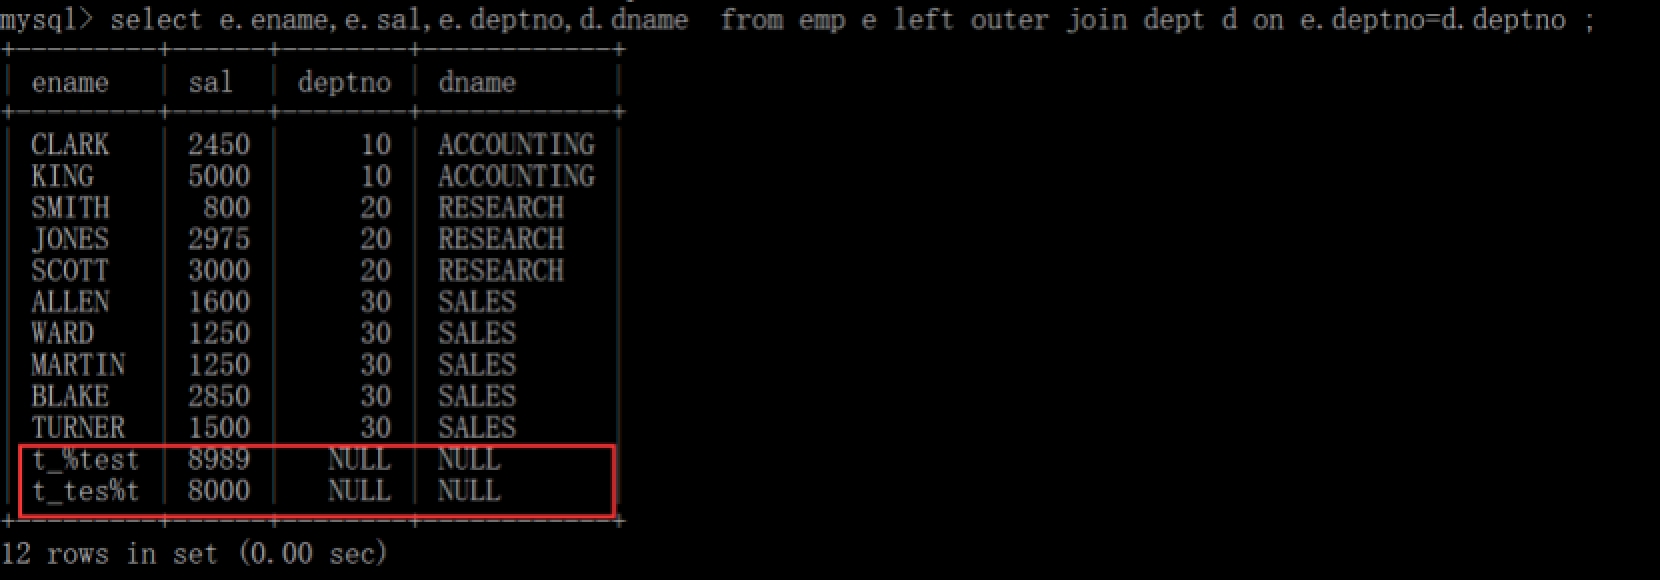 mysql> select e.ename,e.sal,e.deptno,d.dname  from emp e left outer join dept d on e.deptno=d.deptno ;
+---------+------+--------+------------+
| ename   | sal  | deptno | dname      |
+---------+------+--------+------------+
| CLARK   | 2450 |     10 | ACCOUNTING |
| KING    | 5000 |     10 | ACCOUNTING |
| SMITH   |  800 |     20 | RESEARCH   |
| JONES   | 2975 |     20 | RESEARCH   |
| SCOTT   | 3000 |     20 | RESEARCH   |
| ALLEN   | 1600 |     30 | SALES      |
| WARD    | 1250 |     30 | SALES      |
| MARTIN  | 1250 |     30 | SALES      |
| BLAKE   | 2850 |     30 | SALES      |
| TURNER  | 1500 |     30 | SALES      |
| t_%test | 8989 |   NULL | NULL       |
| t_tes%t | 8000 |   NULL | NULL       |
+---------+------+--------+------------+
12 rows in set (0.00 sec)